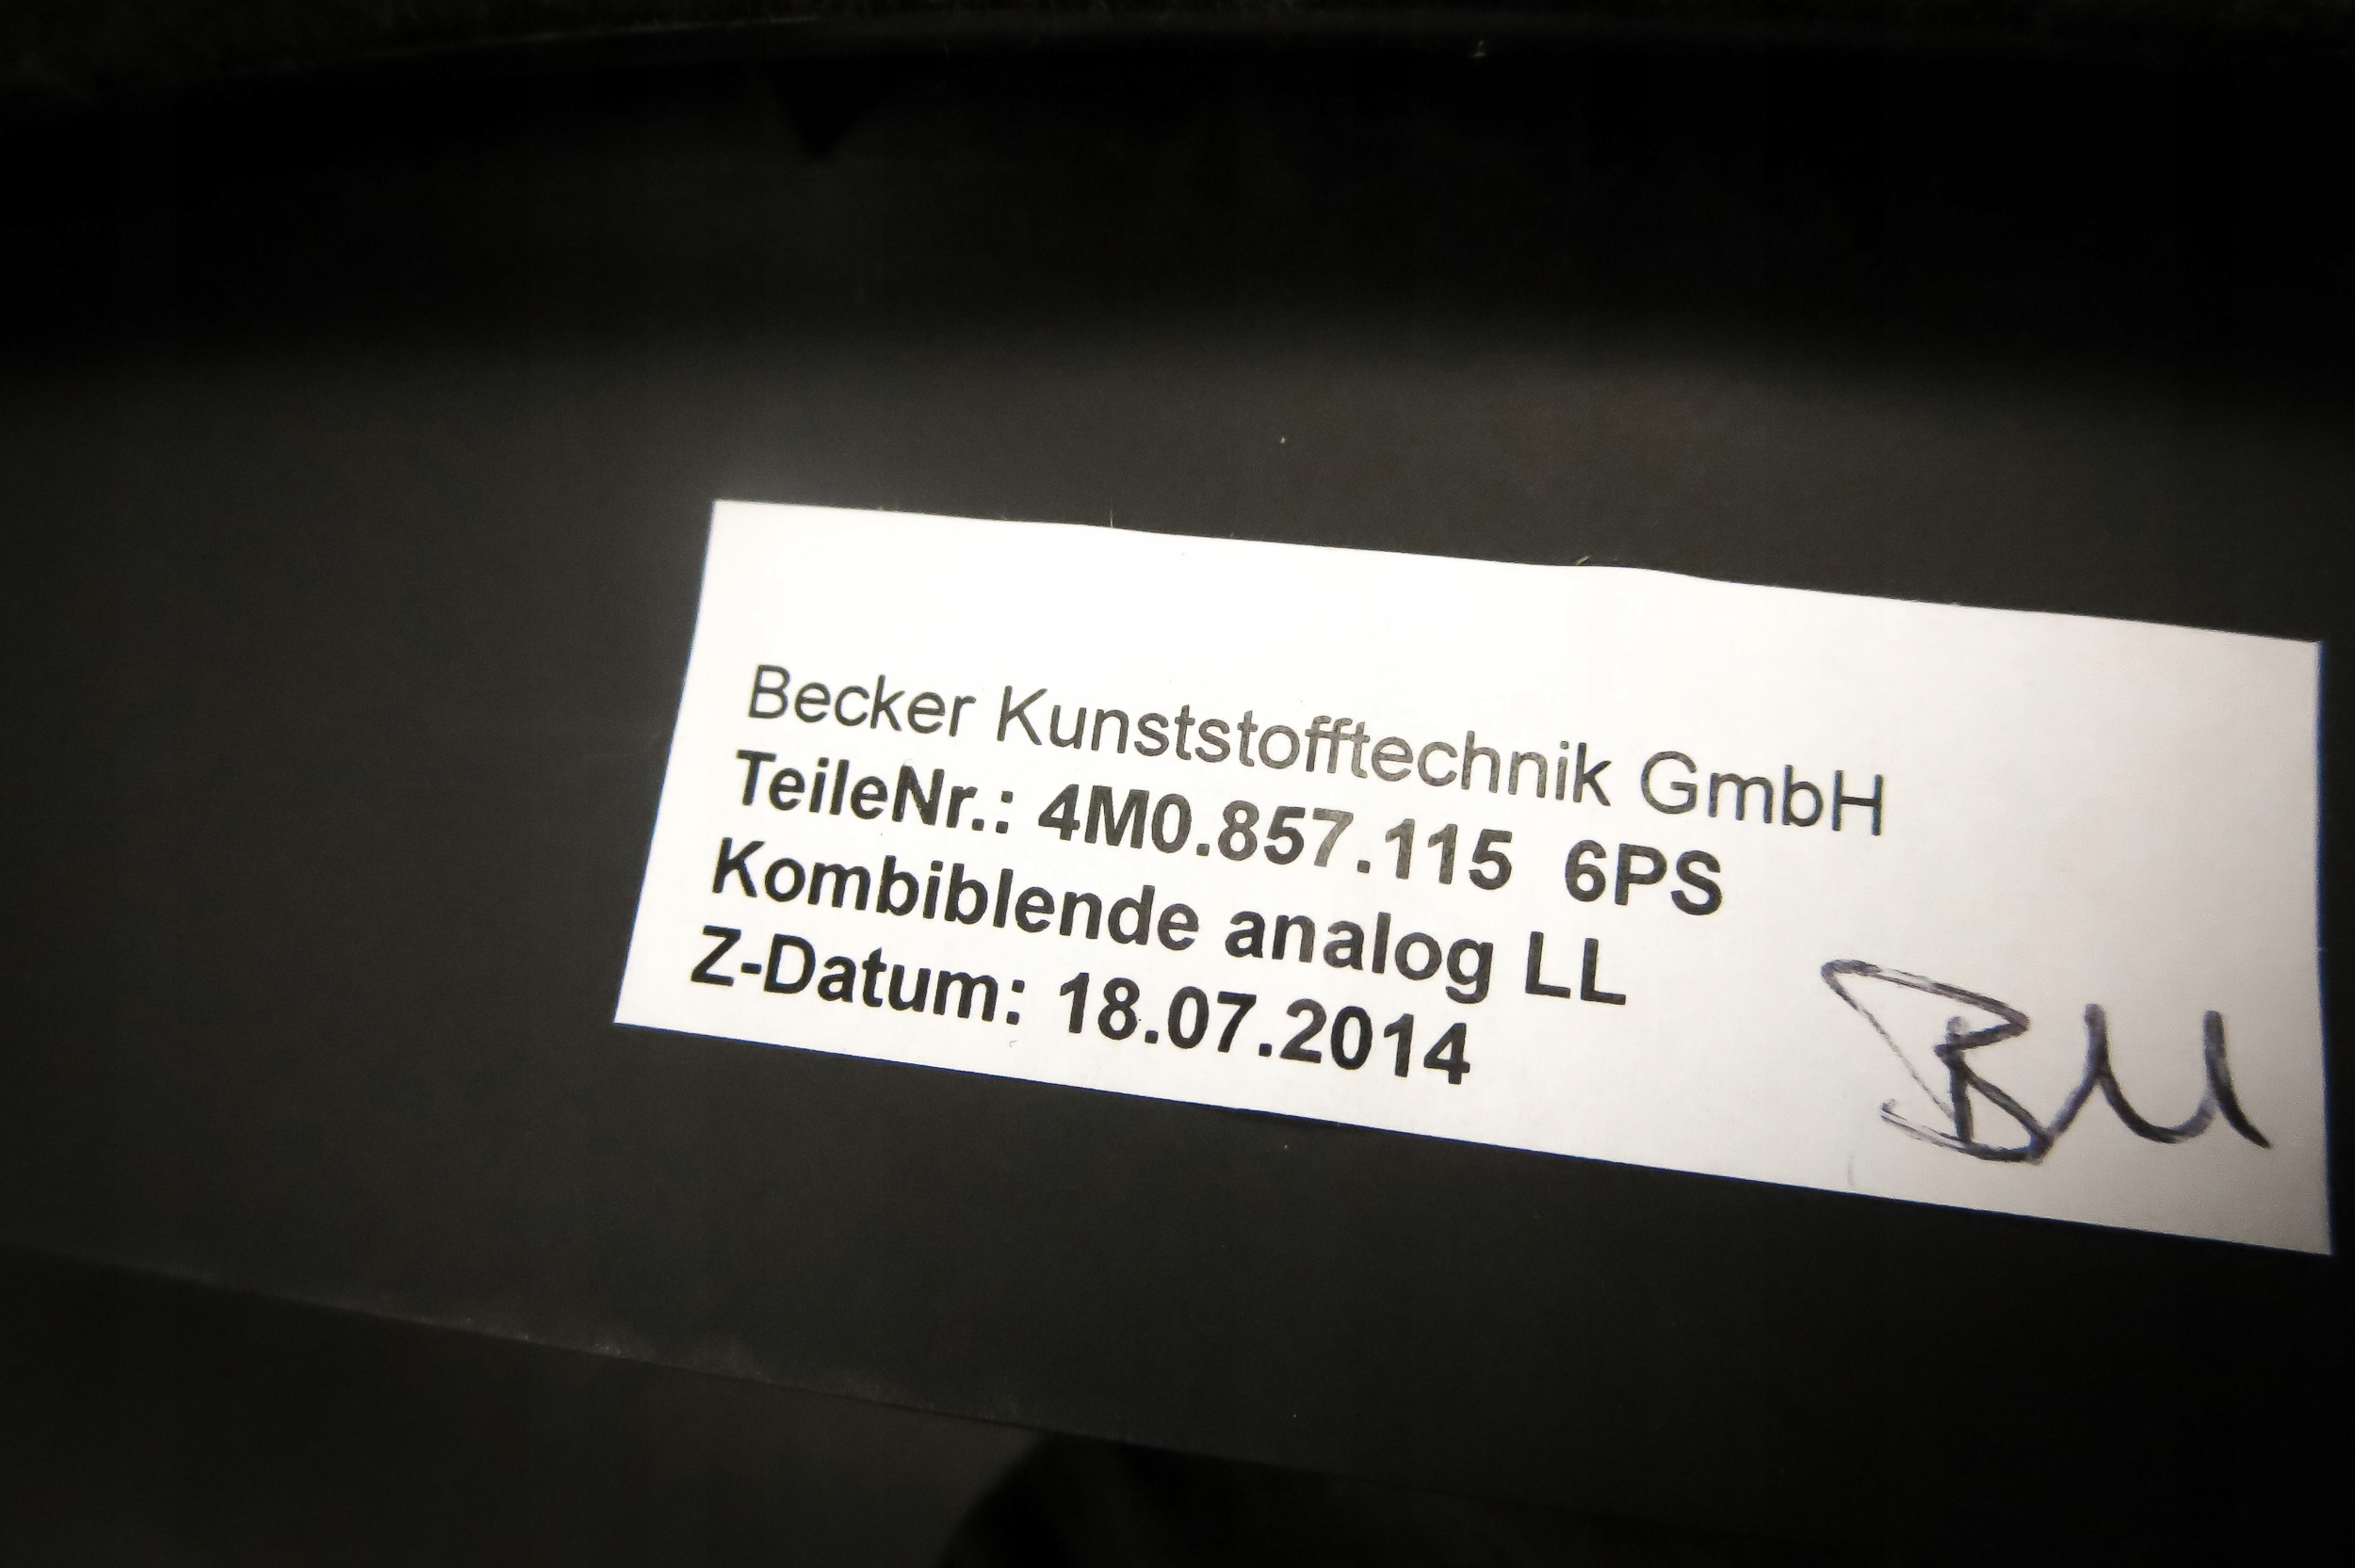 Becker Kunststofftechnik GmbH
TeileNr.: 4M0.857.115 6PS
Kombiblende analog LL
Z-Datum: 18.07.2014